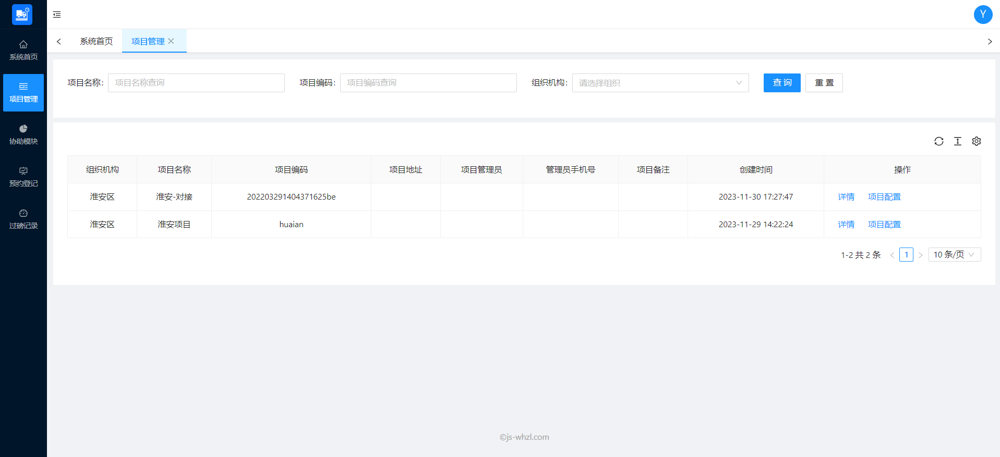 Y
系统首页 项目管理
系统首页
项目管理
协助模块
预约登记
过磅记录
项目名称: 项目名称查询 项目编码: 项目编码查询 组织机构: 请选择组织 查 询 重 置
组织机构 项目名称 项目编码 项目地址 项目管理员 管理员手机号 项目备注 创建时间 操作
淮安区 淮安-对接 202203291404371625be 2023-11-30 17:27:47 详情 项目配置
淮安区 淮安项目 huaian 2023-11-29 14:22:24 详情 项目配置
1-2 共 2 条 < 1 > 10 条/页
©js-whzl.com